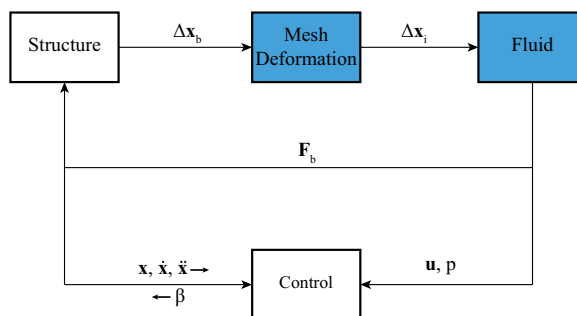 Structure
Δx_b
Mesh
Deformation
Δx_i
Fluid
F_b
x, ẋ, ẍ →
← β
Control
u, p